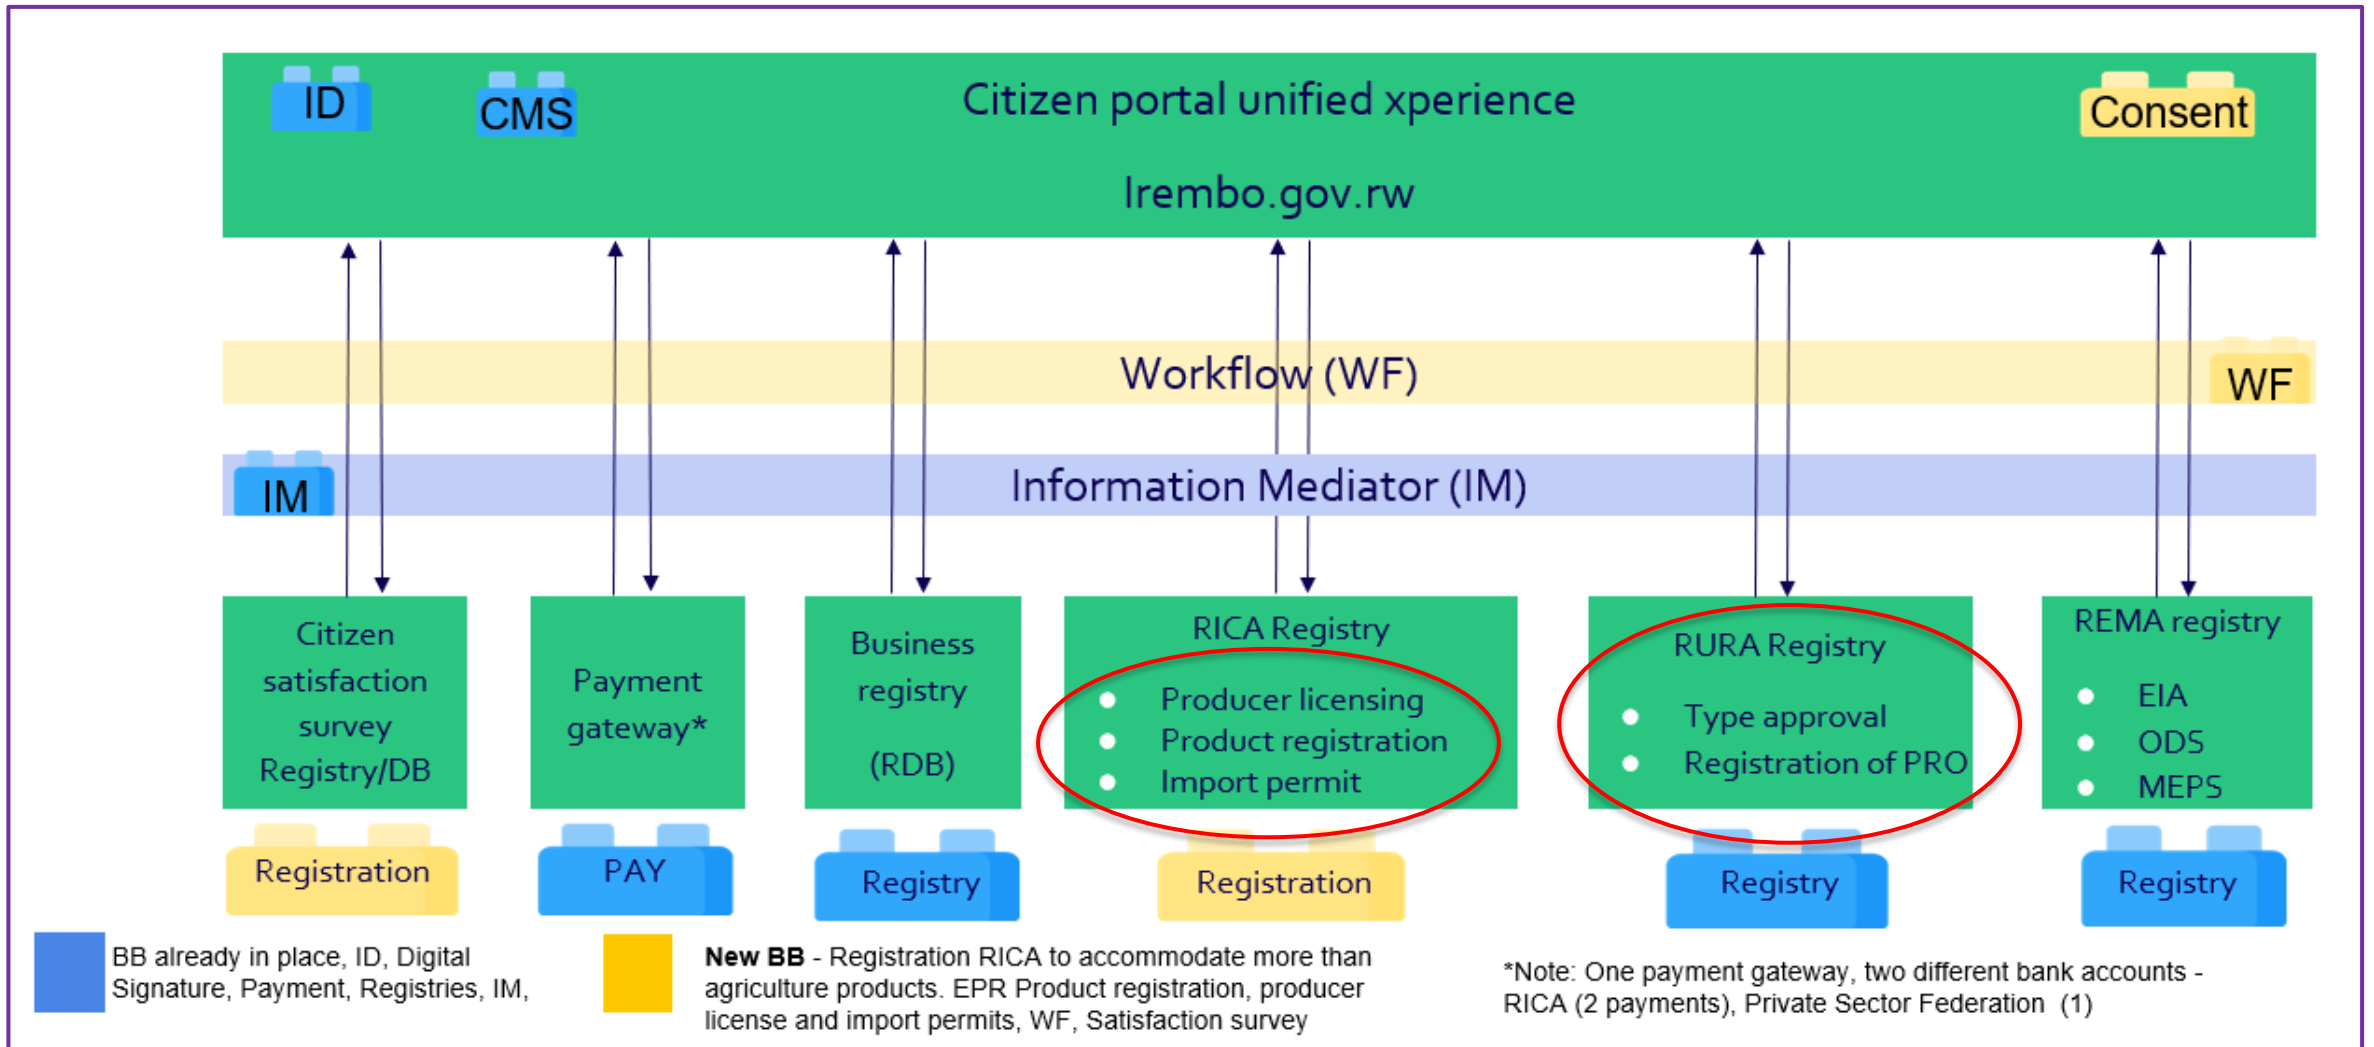 ID
CMS
Citizen portal unified xperience
Consent
Irembo.gov.rw
Workflow (WF)
WF
IM
Information Mediator (IM)
Citizen
satisfaction
survey
Registry/DB
Payment
gateway*
Business
registry
(RDB)
RICA Registry
Producer licensing
Product registration
Import permit
RURA Registry
Type approval
Registration of PRO
REMA registry
EIA
ODS
MEPS
Registration
PAY
Registry
Registration
Registry
Registry
BB already in place, ID, Digital
Signature, Payment, Registries, IM,
New BB - Registration RICA to accommodate more than
agriculture products. EPR Product registration, producer
license and import permits, WF, Satisfaction survey
*Note: One payment gateway, two different bank accounts -
RICA (2 payments), Private Sector Federation (1)